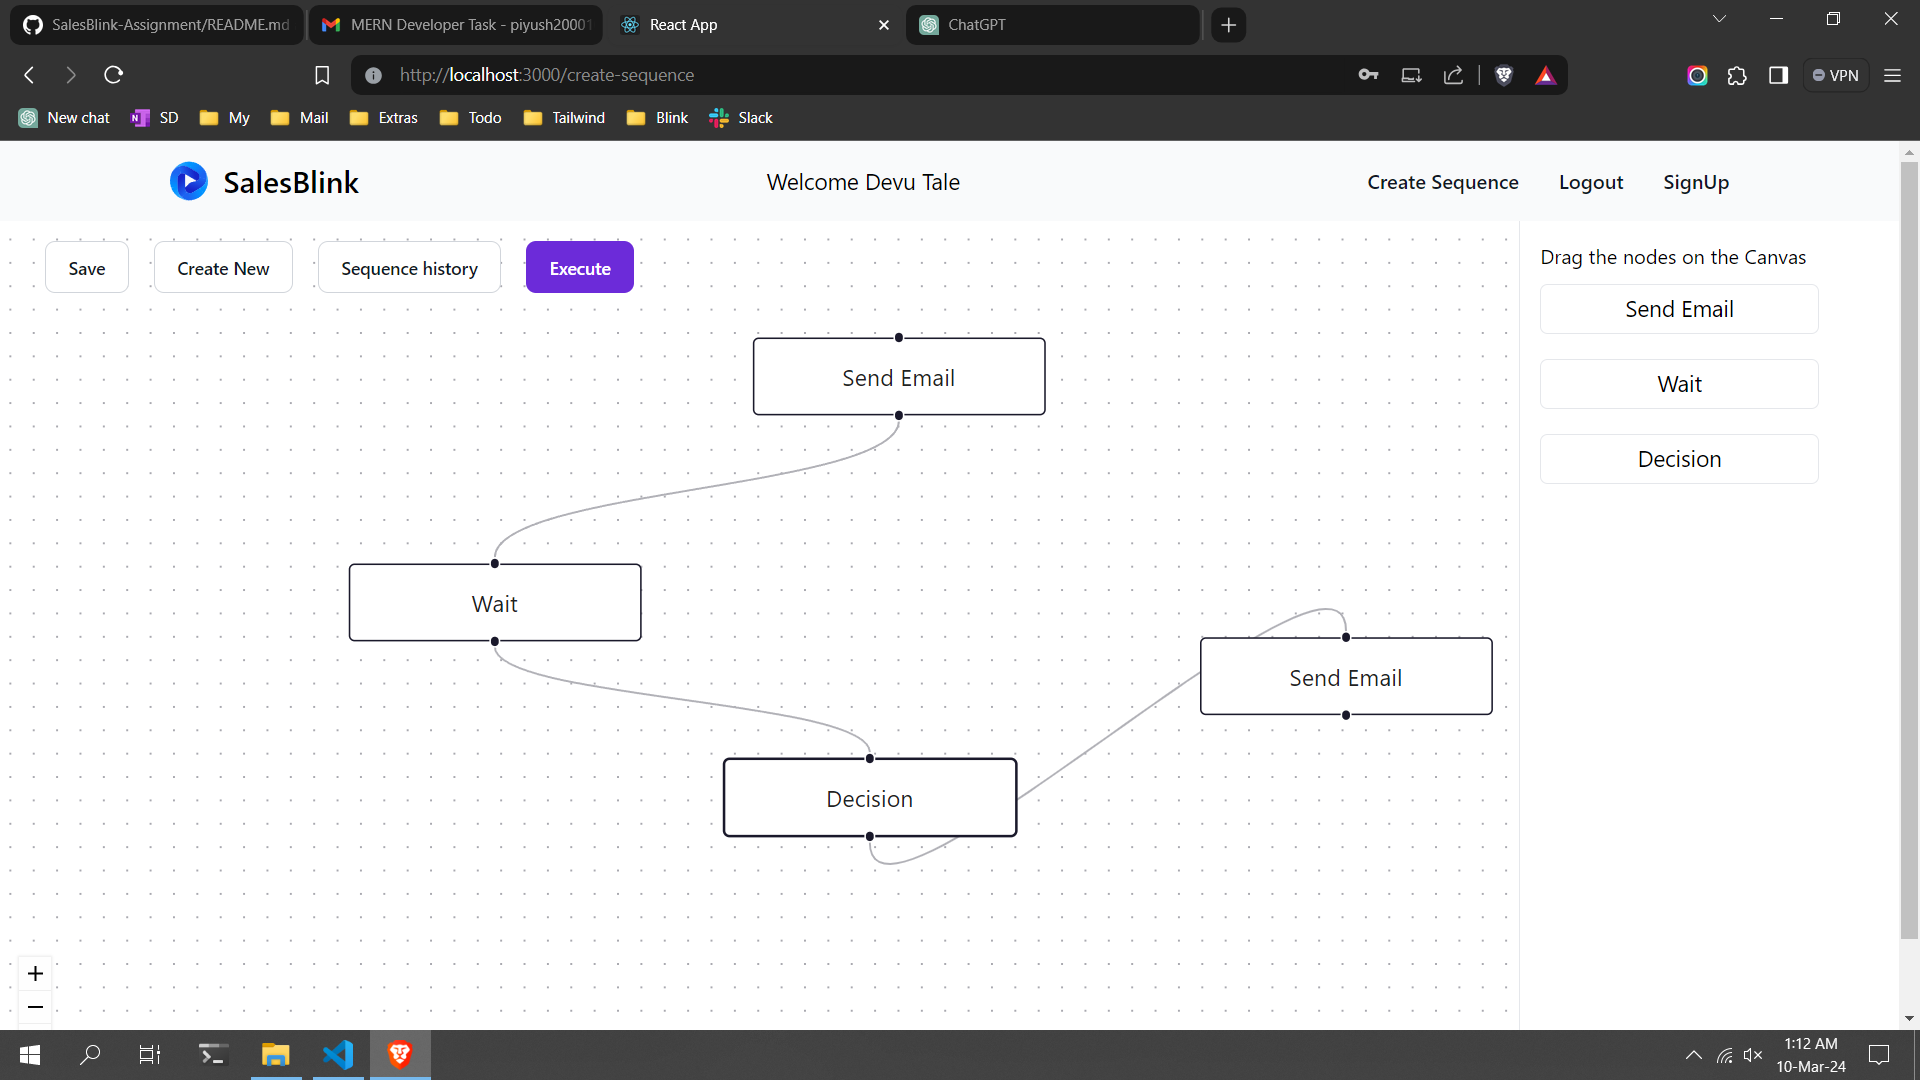 SalesBlink-Assignment/README.md
MERN Developer Task - piyush20001
React App
ChatGPT
http://localhost:3000/create-sequence
VPN
New chat
SD
My
Mail
Extras
Todo
Tailwind
Blink
Slack
SalesBlink
Welcome Devu Tale
Create Sequence
Logout
SignUp
Save
Create New
Sequence history
Execute
Drag the nodes on the Canvas
Send Email
Wait
Decision
Send Email
Wait
Send Email
Decision
1:12 AM
10-Mar-24